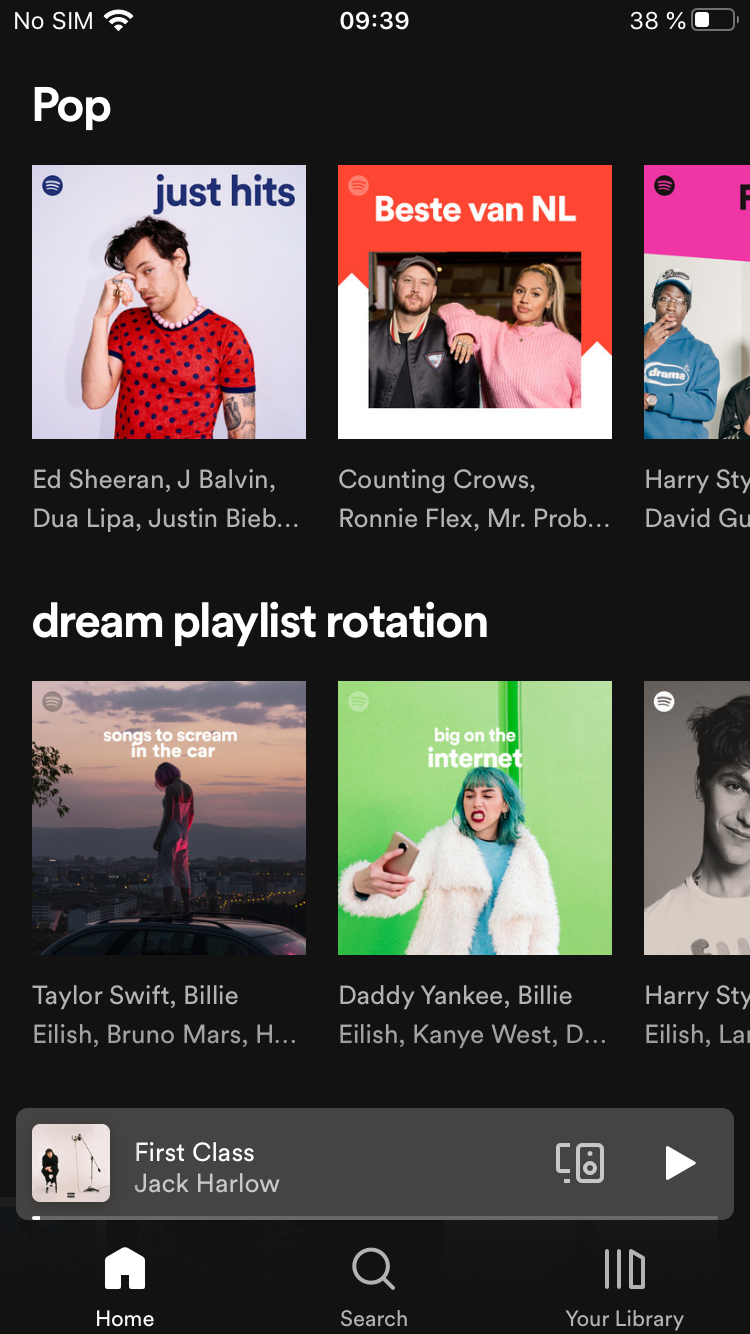 No SIM 09:39 38 %
Pop
just hits
Beste van NL
drama
Ed Sheeran, J Balvin,
Dua Lipa, Justin Bieb...
Counting Crows,
Ronnie Flex, Mr. Prob...
Harry Sty
David Gu
dream playlist rotation
songs to scream
in the car
big on the
internet
Taylor Swift, Billie
Eilish, Bruno Mars, H...
Daddy Yankee, Billie
Eilish, Kanye West, D...
Harry Sty
Eilish, Lan
First Class
Jack Harlow
Home
Search
Your Library